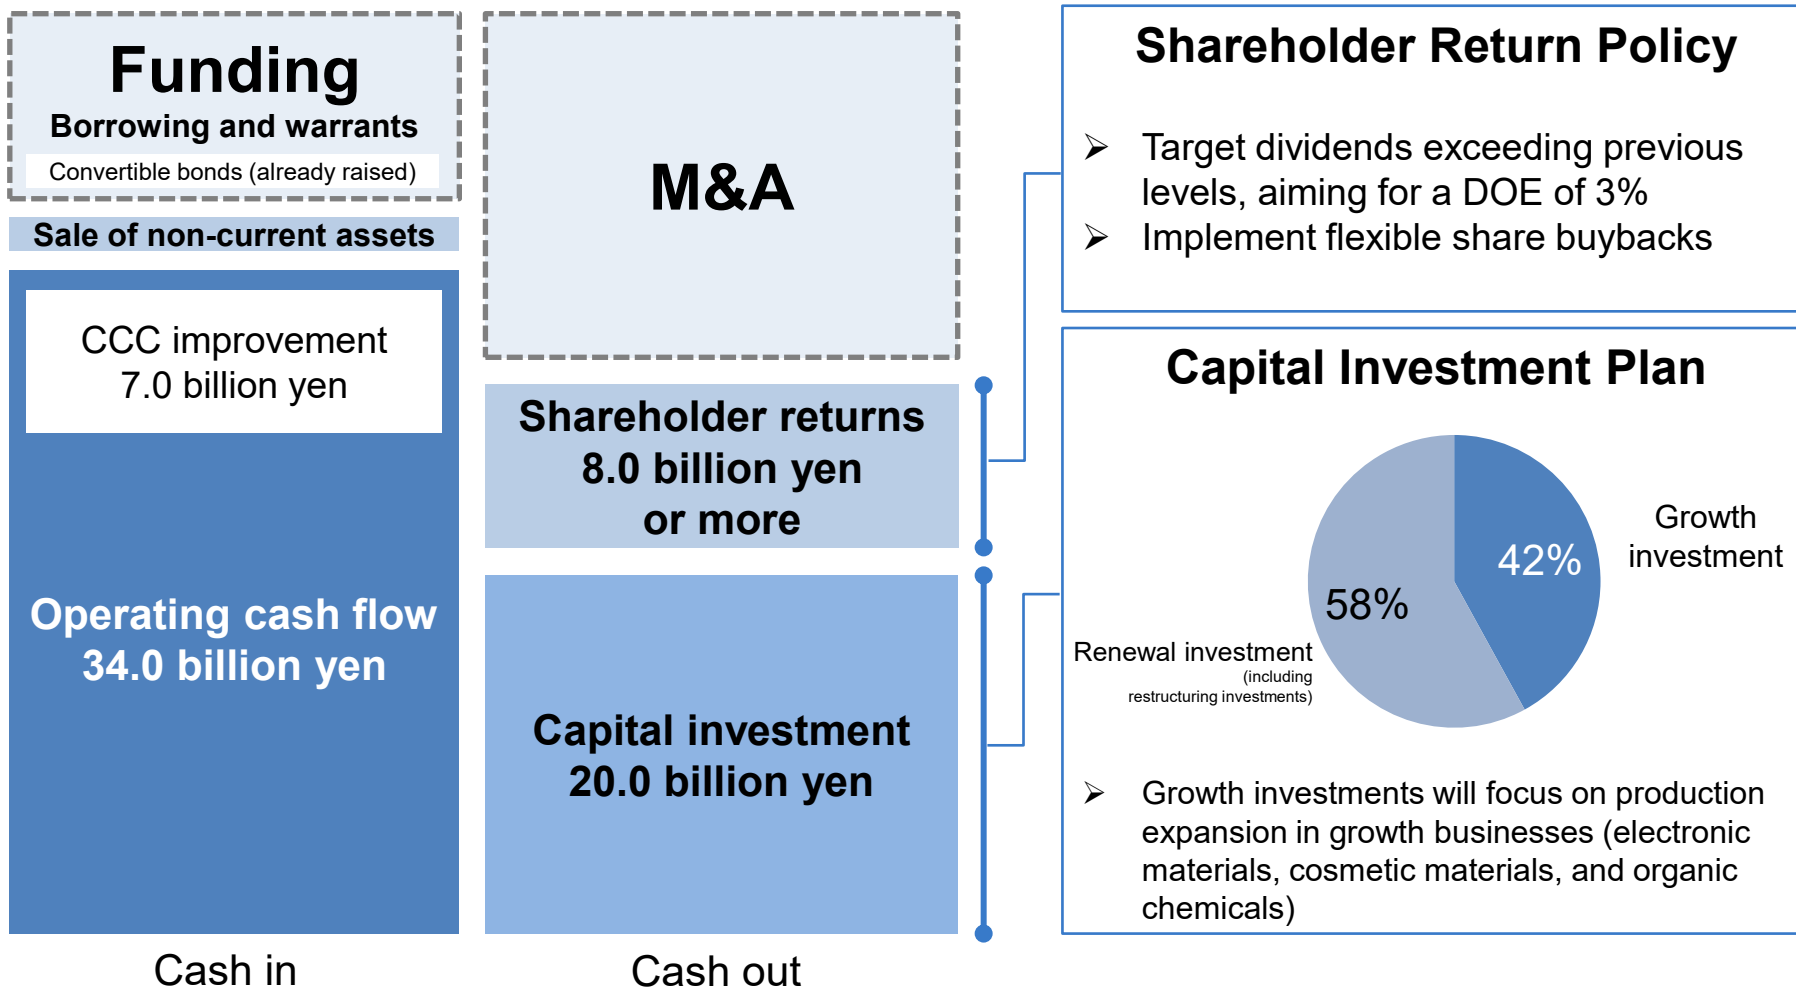 Funding
Borrowing and warrants
Convertible bonds (already raised)
Sale of non-current assets
CCC improvement
7.0 billion yen
Operating cash flow
34.0 billion yen
Cash in
M&A
Shareholder returns
8.0 billion yen
or more
Capital investment
20.0 billion yen
Cash out
Shareholder Return Policy
➢ Target dividends exceeding previous
levels, aiming for a DOE of 3%
➢ Implement flexible share buybacks
Capital Investment Plan
Growth
investment
42%
58%
Renewal investment
(including
restructuring investments)
➢ Growth investments will focus on production
expansion in growth businesses (electronic
materials, cosmetic materials, and organic
chemicals)